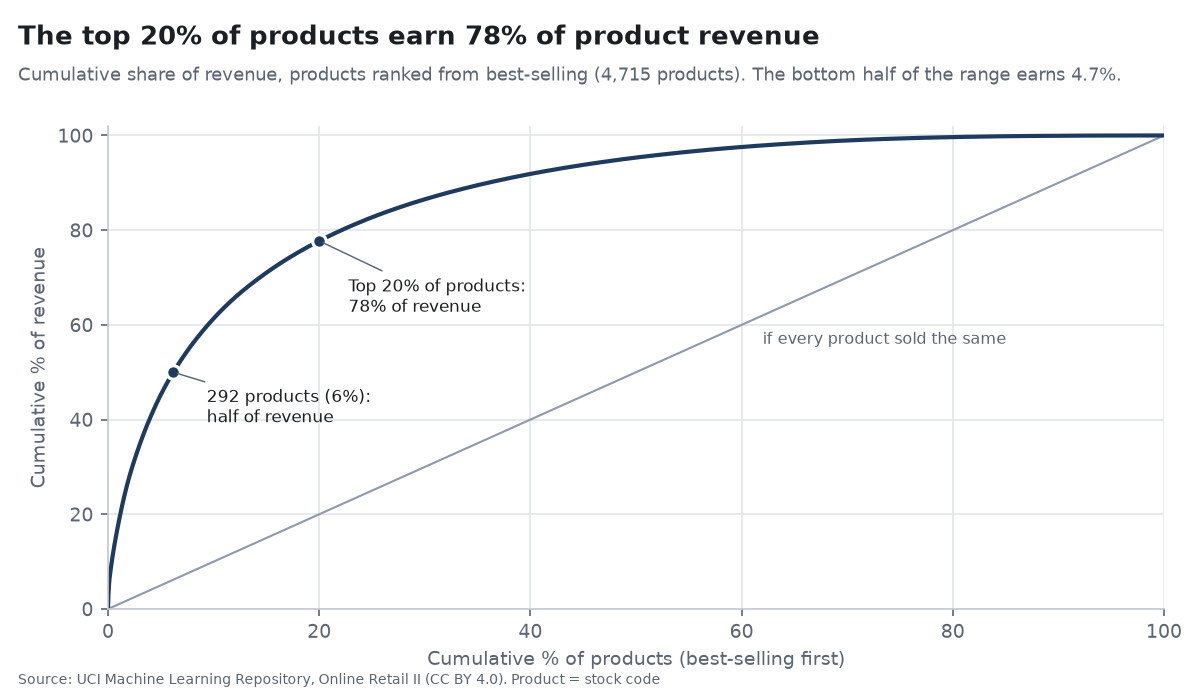 The top 20% of products earn 78% of product revenue
Cumulative share of revenue, products ranked from best-selling (4,715 products). The bottom half of the range earns 4.7%.
Cumulative % of revenue
100
80
60
40
20
0
Top 20% of products:
78% of revenue
292 products (6%):
half of revenue
if every product sold the same
0 20 40 60 80 100
Cumulative % of products (best-selling first)
Source: UCI Machine Learning Repository, Online Retail II (CC BY 4.0). Product = stock code